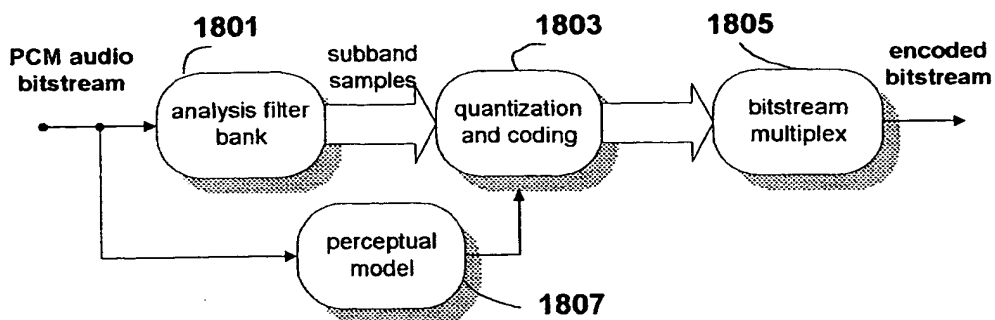 1801
1803
1805
PCM audio
bitstream
subband
samples
encoded
bitstream
analysis filter
bank
quantization
and coding
bitstream
multiplex
perceptual
model
1807